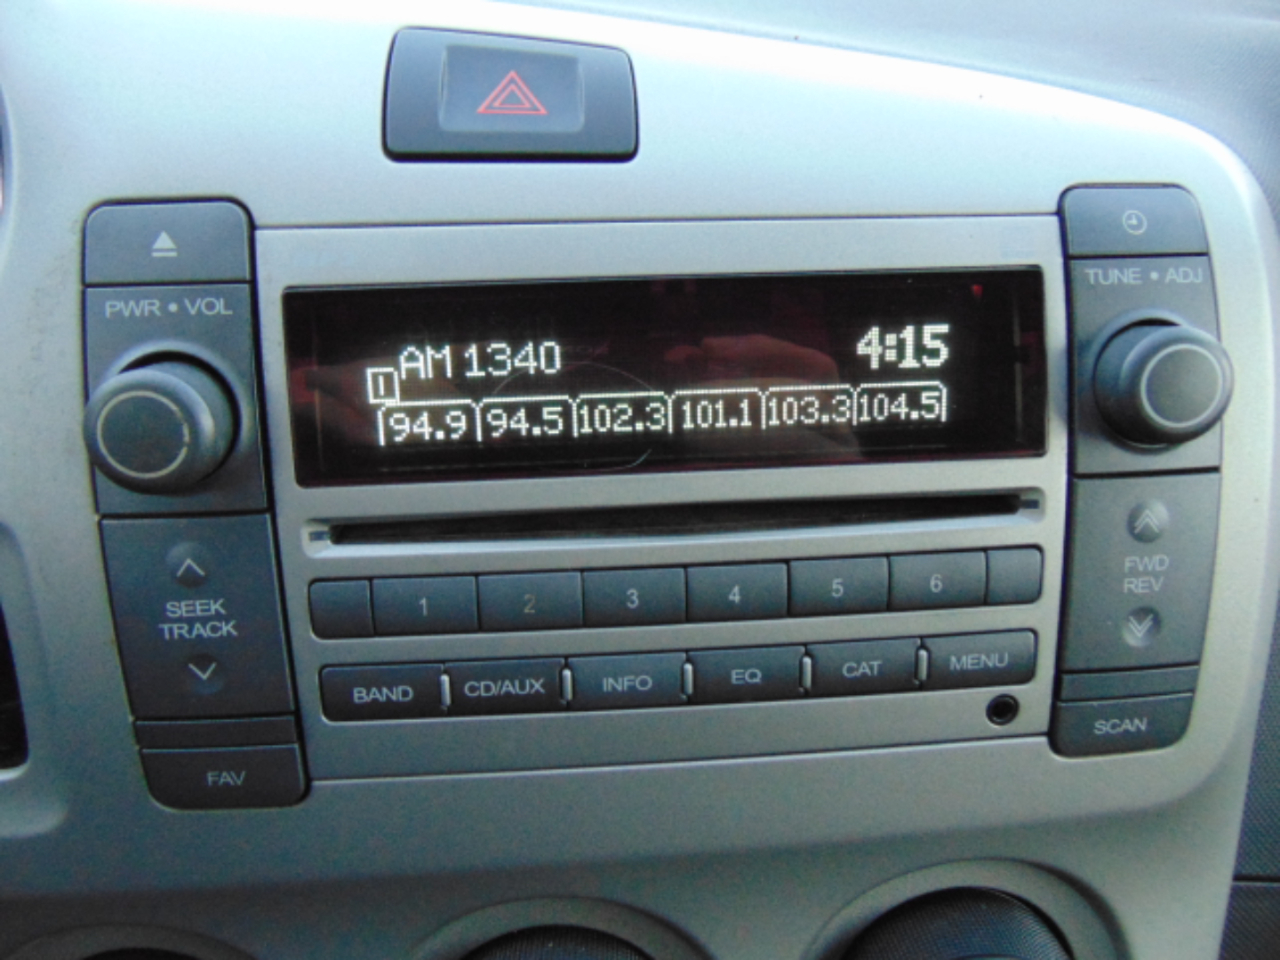 PWR • VOL
TUNE • ADJ
AM 1340
4:15
1
94.9 94.5 102.3 101.1 103.3 104.5
SEEK
TRACK
FWD
REV
1 2 3 4 5 6
BAND CD/AUX INFO EQ CAT MENU
SCAN
FAV